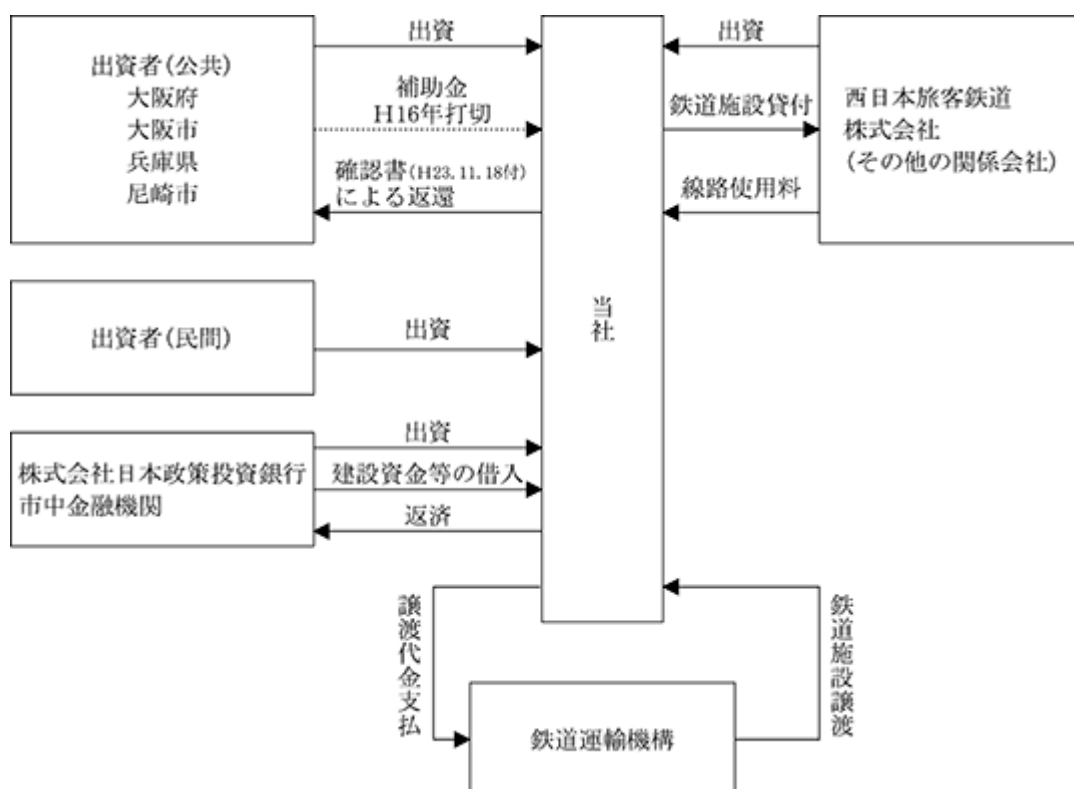 出資者(公共)
大阪府
大阪市
兵庫県
尼崎市
出資
補助金
H16年打切
確認書(H23.11.18付)
による返還
出資者(民間)
出資
株式会社日本政策投資銀行
市中金融機関
出資
建設資金等の借入
返済
当社
出資
鉄道施設貸付
線路使用料
西日本旅客鉄道
株式会社
(その他の関係会社)
譲渡代金支払
鉄道運輸機構
鉄道施設譲渡